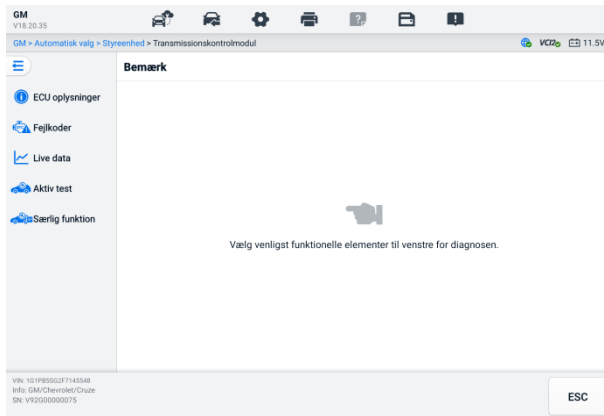 GM
V18.20.35
GM > Automatisk valg > Styreenhed > Transmissionskontrolmodul
VCI 11.5V
Bemærk
ECU oplysninger
Fejlkoder
Live data
Aktiv test
Særlig funktion
Vælg venligst funktionelle elementer til venstre for diagnosen.
VIN: 1G1PB5SG2F7145548
Info: GM/Chevrolet/Cruze
SN: V92G00000075
ESC